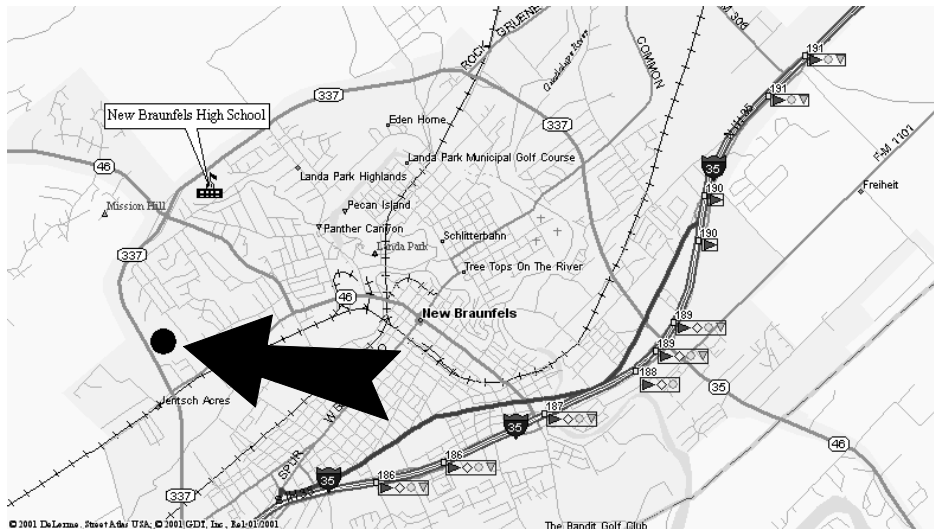 FM 306
191
GRUENE
ROCK
Guadalupe River
COMMON
191
337
N IH 35
New Braunfels High School
Eden Home
337
F-M 1101
46
Landa Park Municipal Golf Course
35
Landa Park Highlands
Freiheit
190
Mission Hill
Pecan Island
Panther Canyon
Schlitterbahn
190
Landa Park
337
Tree Tops On The River
46
New Braunfels
189
189
188
35
Jentsch Acres
187
35
46
SPUR
186
186
35
337
© 2001 DeLorme. Street Atlas USA; © 2001 GDT, Inc., Rel. 01/2001
The Bandit Golf Club